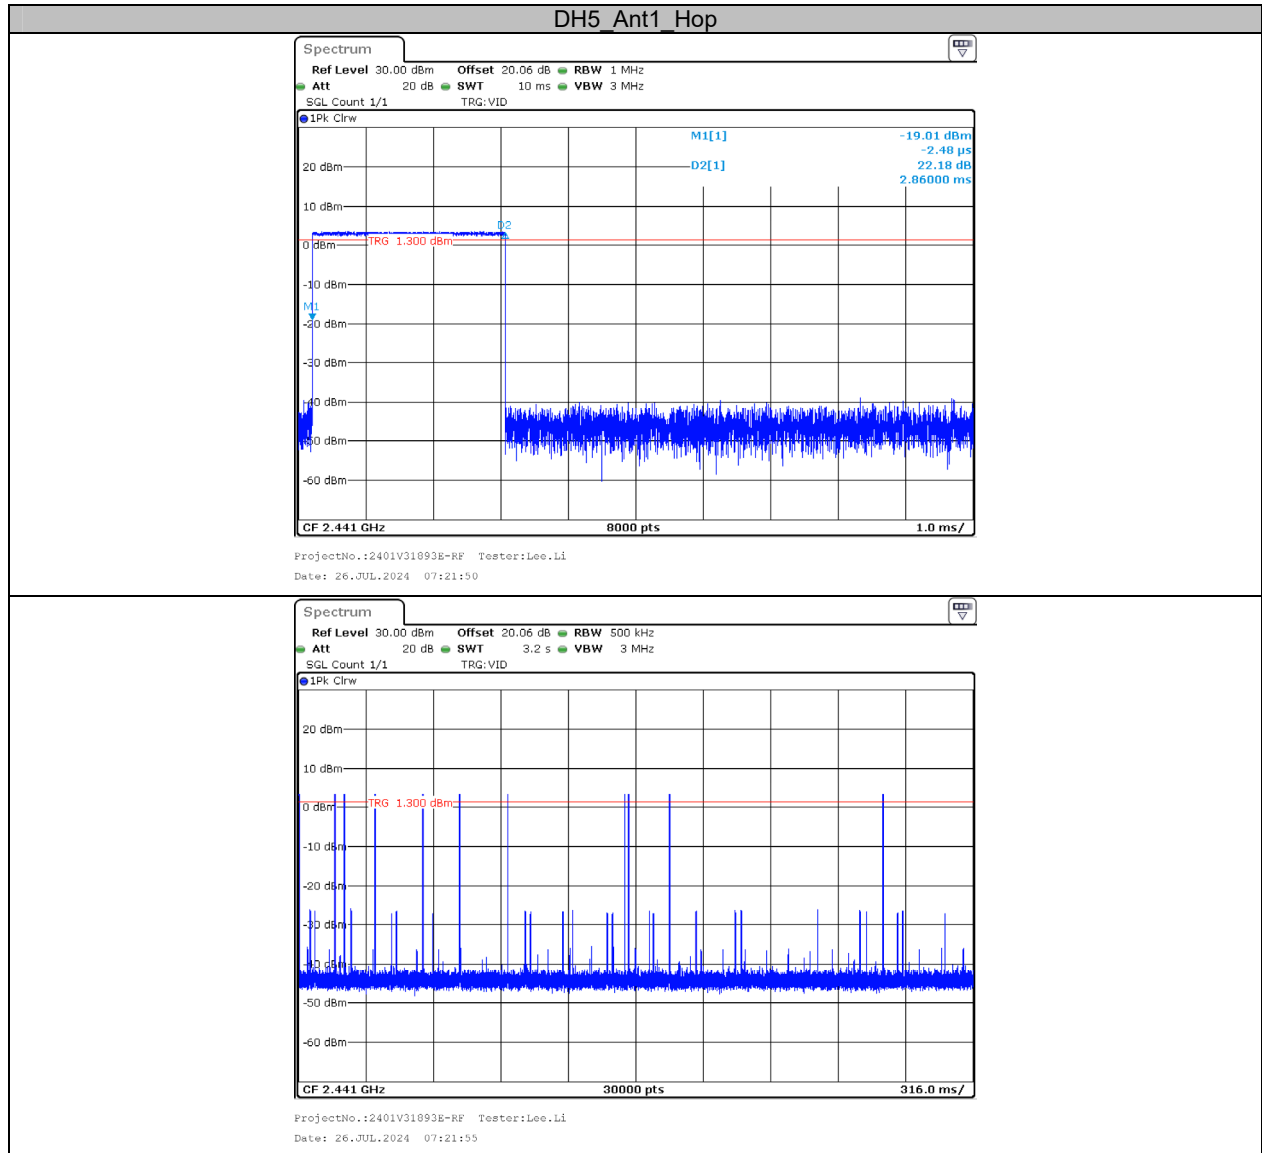 DH5_Ant1_Hop
Spectrum
Ref Level 30.00 dBm Offset 20.06 dB RBW 1 MHz
Att 20 dB SWT 10 ms VBW 3 MHz
SGL Count 1/1 TRG:VID
1Pk Clrw
M1[1] -19.01 dBm
-2.48 µs
D2[1] 22.18 dB
2.86000 ms
20 dBm
10 dBm
D2
0 dBm
TRG 1.300 dBm
-10 dBm
M1
-20 dBm
-30 dBm
-40 dBm
-50 dBm
-60 dBm
CF 2.441 GHz 8000 pts 1.0 ms/
ProjectNo.:2401V31893E-RF Tester:Lee.Li
Date: 26.JUL.2024 07:21:50
Spectrum
Ref Level 30.00 dBm Offset 20.06 dB RBW 500 kHz
Att 20 dB SWT 3.2 s VBW 3 MHz
SGL Count 1/1 TRG:VID
1Pk Clrw
20 dBm
10 dBm
0 dBm
TRG 1.300 dBm
-10 dBm
-20 dBm
-30 dBm
-40 dBm
-50 dBm
-60 dBm
CF 2.441 GHz 30000 pts 316.0 ms/
ProjectNo.:2401V31893E-RF Tester:Lee.Li
Date: 26.JUL.2024 07:21:55